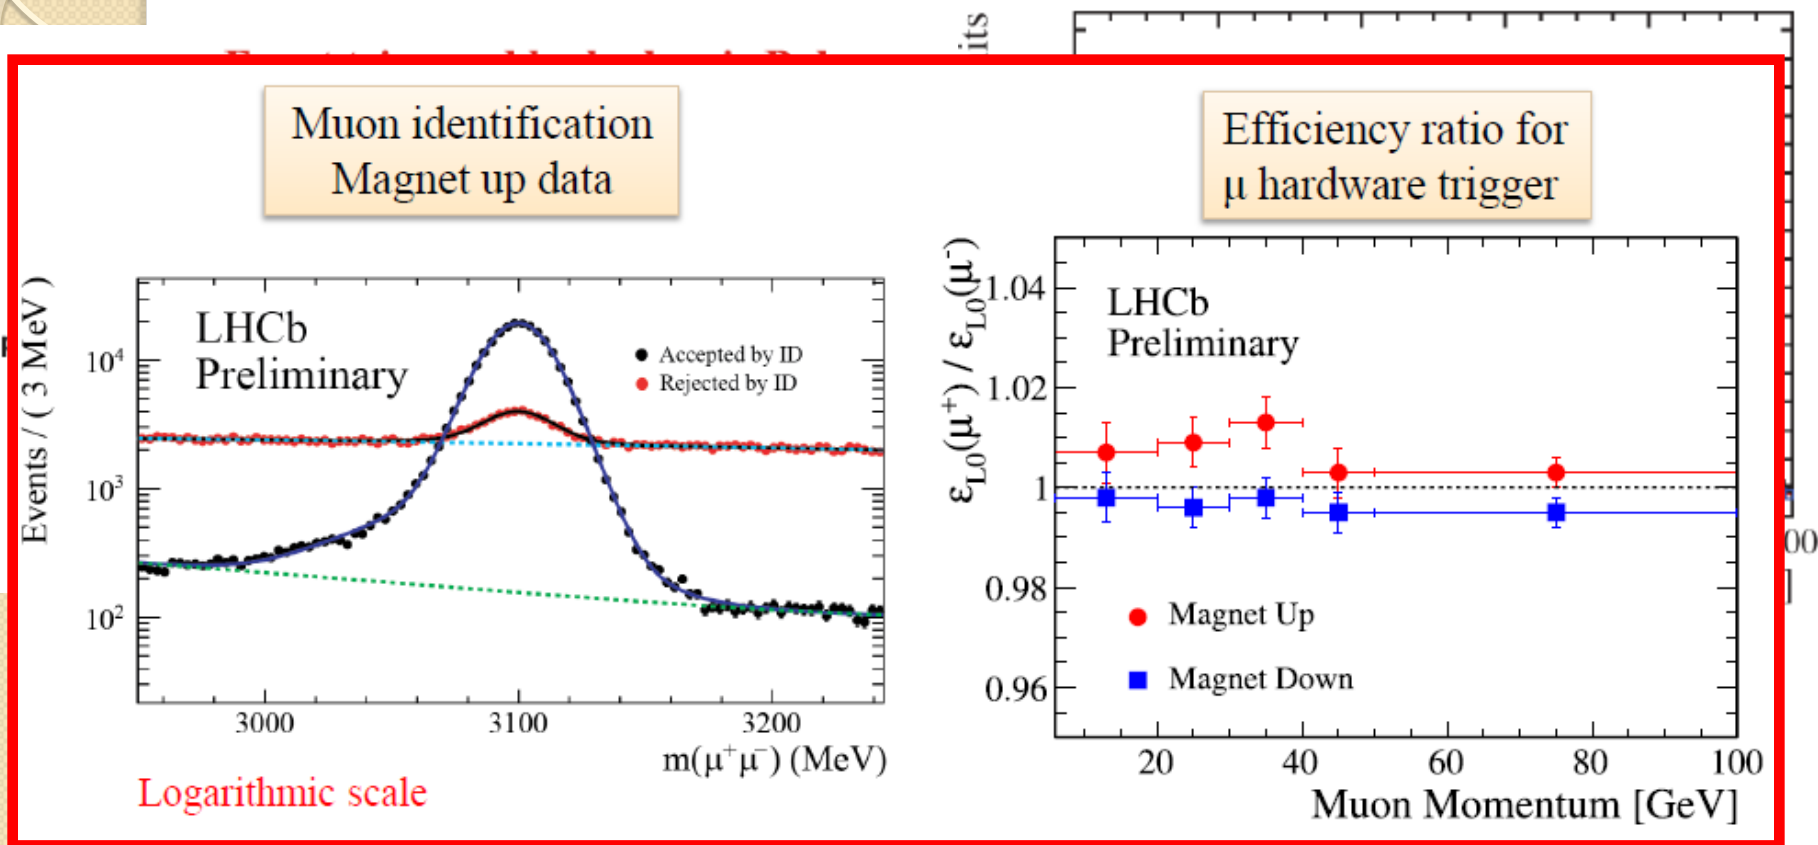 its
Muon identification
Magnet up data
Efficiency ratio for
μ hardware trigger
Events / ( 3 MeV )
LHCb
Preliminary
Accepted by ID
Rejected by ID
10⁴
10³
10²
3000 3100 3200
m(μ⁺μ⁻) (MeV)
Logarithmic scale
ε_L0(μ⁺) / ε_L0(μ⁻)
LHCb
Preliminary
1.04
1.02
1
0.98
0.96
Magnet Up
Magnet Down
20 40 60 80 100
Muon Momentum [GeV]
00
]